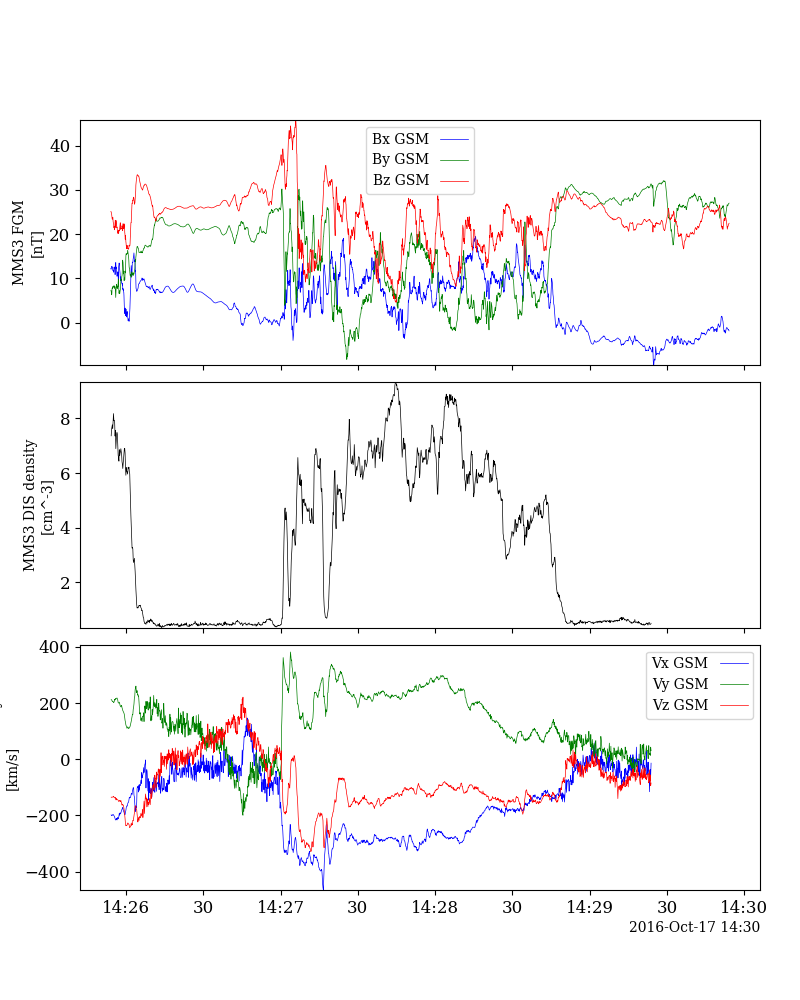 MMS3 FGM
[nT]
40
30
20
10
0
Bx GSM
By GSM
Bz GSM
MMS3 DIS density
[cm^-3]
8
6
4
2
[km/s]
400
200
0
−200
−400
Vx GSM
Vy GSM
Vz GSM
14:26
30
14:27
30
14:28
30
14:29
30
14:30
2016-Oct-17 14:30